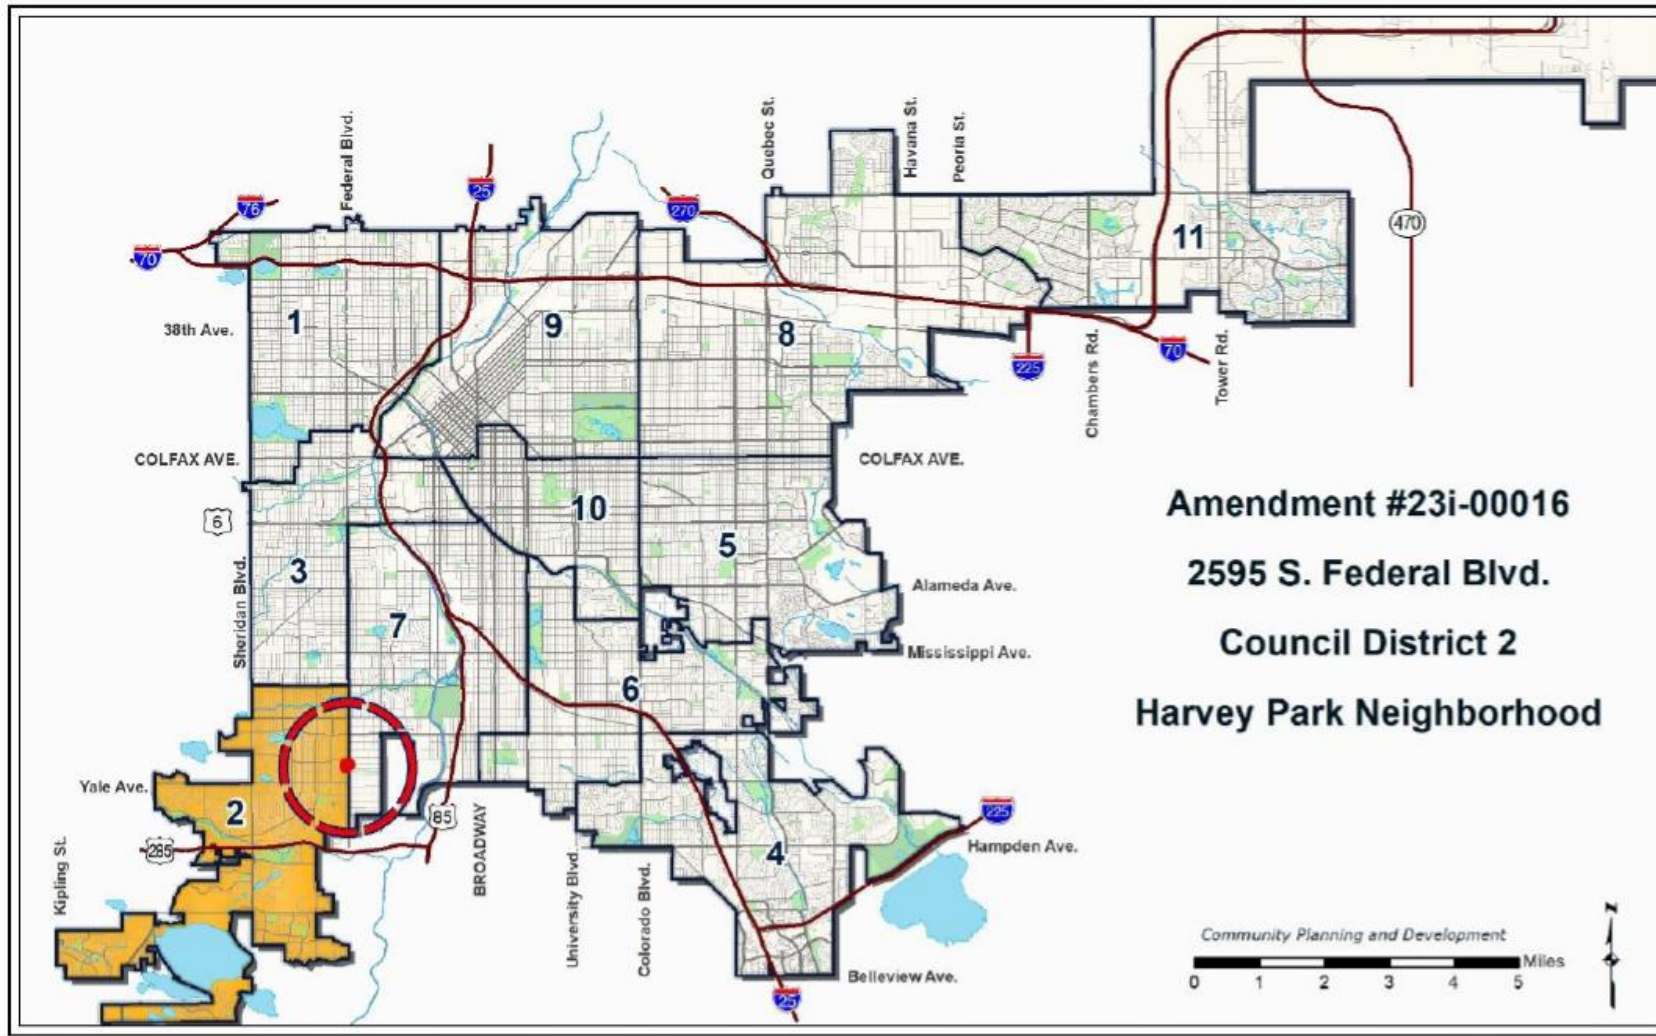 Federal Blvd.
Quebec St.
Havana St.
Peoria St.
76
25
270
70
470
11
1
9
8
38th Ave.
225
70
Chambers Rd.
Tower Rd.
COLFAX AVE.
COLFAX AVE.
6
10
3
5
Sheridan Blvd.
7
Alameda Ave.
Mississippi Ave.
6
Amendment #23i-00016
2595 S. Federal Blvd.
Council District 2
Harvey Park Neighborhood
Yale Ave.
2
85
285
Kipling St.
BROADWAY
University Blvd.
Colorado Blvd.
4
225
Hampden Ave.
Belleview Ave.
25
Community Planning and Development
Miles
0 1 2 3 4 5
N